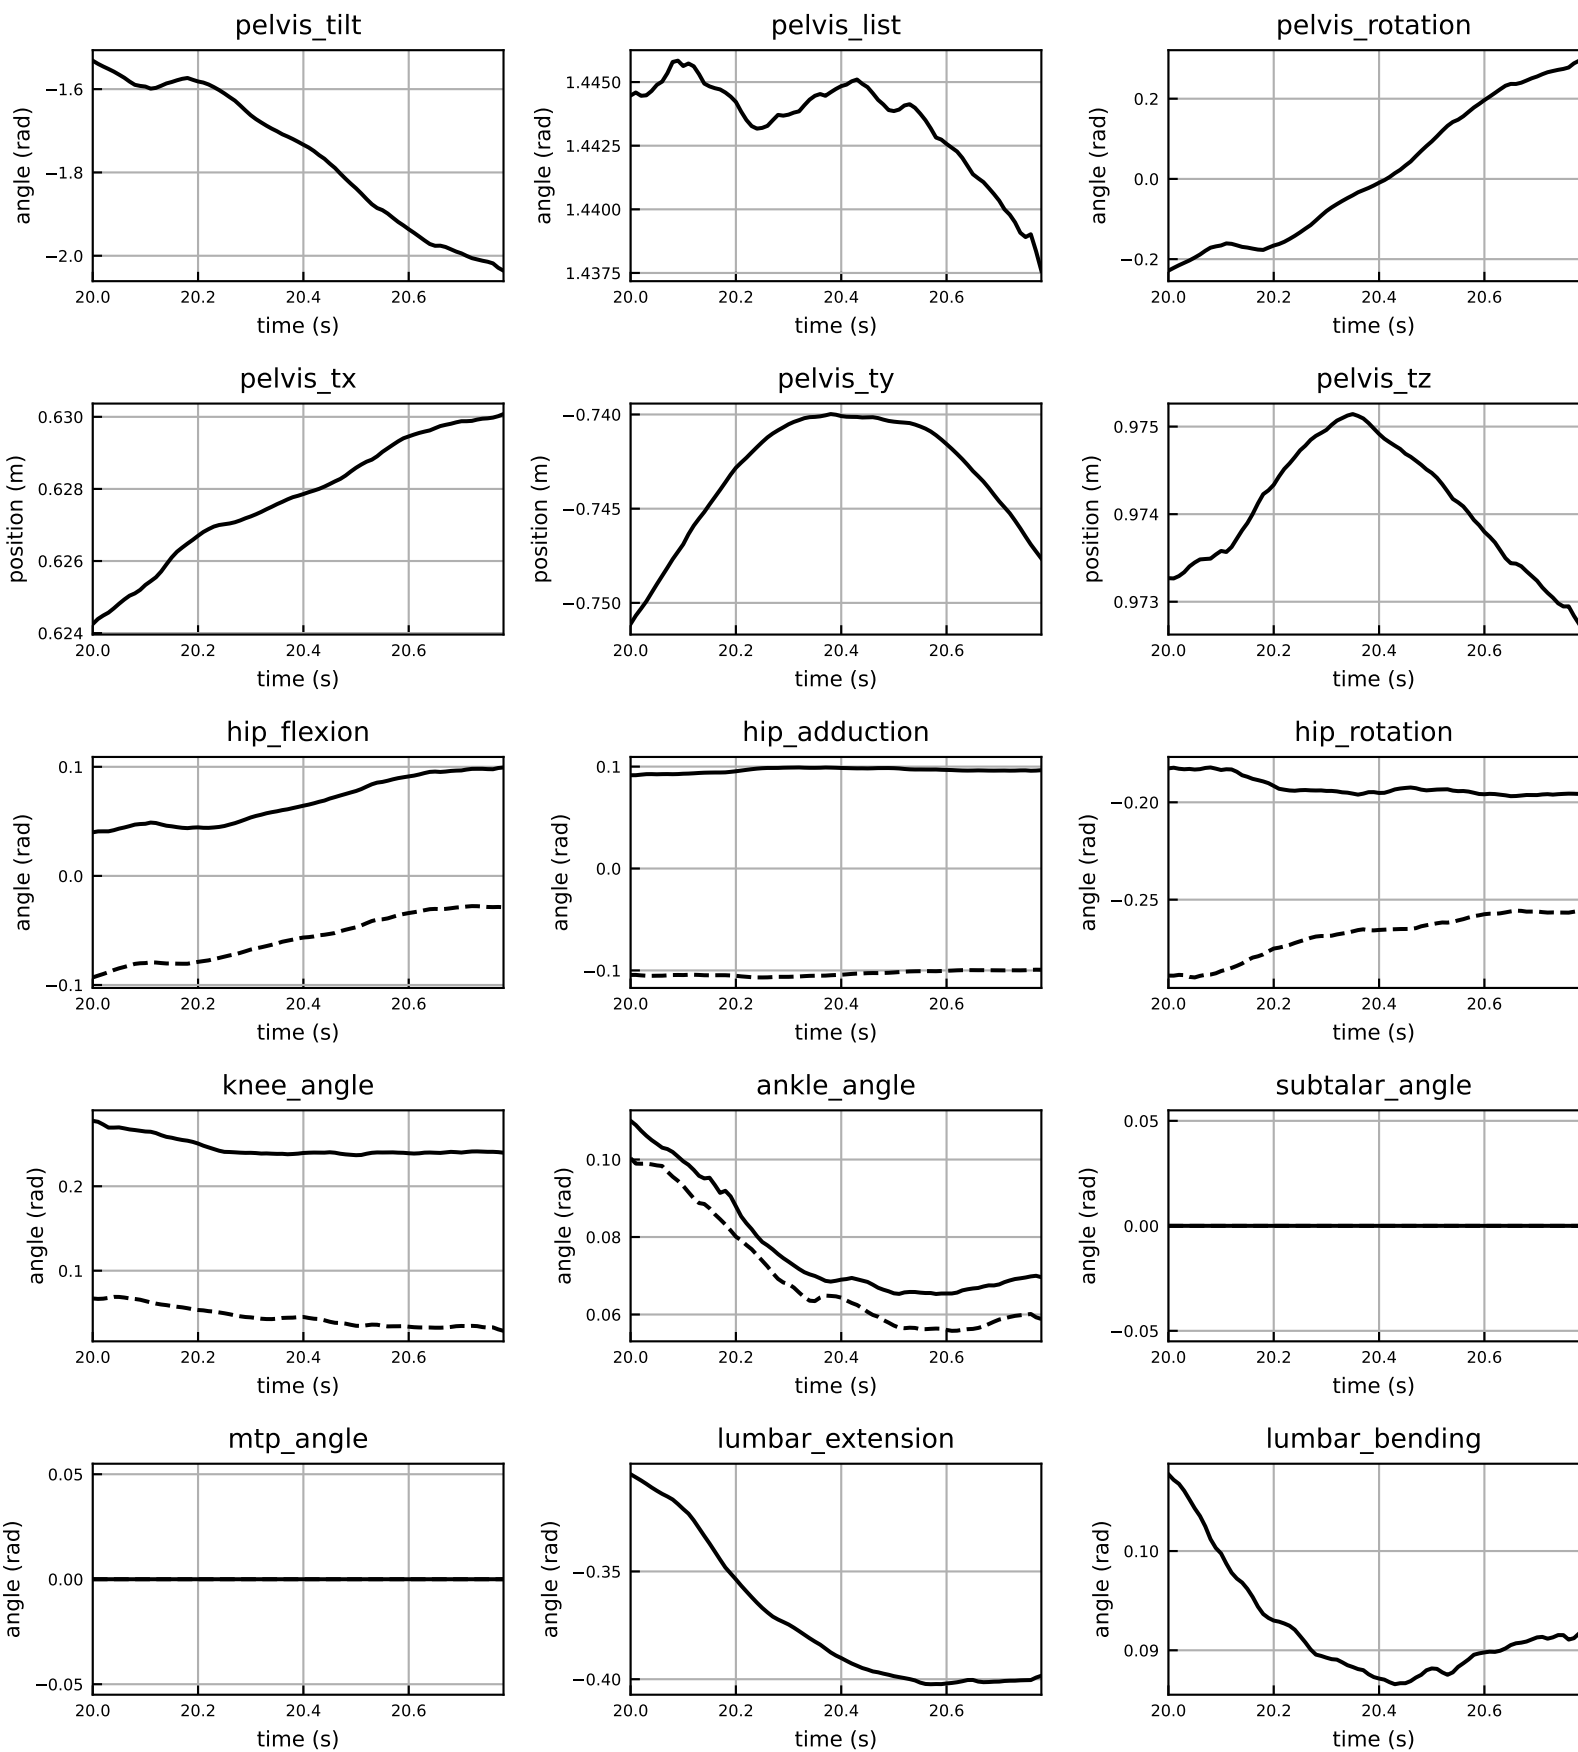 pelvis_tilt
angle (rad)
−1.6
−1.8
−2.0
20.0 20.2 20.4 20.6
time (s)
pelvis_list
angle (rad)
1.4450
1.4425
1.4400
1.4375
20.0 20.2 20.4 20.6
time (s)
pelvis_rotation
angle (rad)
0.2
0.0
−0.2
20.0 20.2 20.4 20.6
time (s)
pelvis_tx
position (m)
0.630
0.628
0.626
0.624
20.0 20.2 20.4 20.6
time (s)
pelvis_ty
position (m)
−0.740
−0.745
−0.750
20.0 20.2 20.4 20.6
time (s)
pelvis_tz
position (m)
0.975
0.974
0.973
20.0 20.2 20.4 20.6
time (s)
hip_flexion
angle (rad)
0.1
0.0
−0.1
20.0 20.2 20.4 20.6
time (s)
hip_adduction
angle (rad)
0.1
0.0
−0.1
20.0 20.2 20.4 20.6
time (s)
hip_rotation
angle (rad)
−0.20
−0.25
20.0 20.2 20.4 20.6
time (s)
knee_angle
angle (rad)
0.2
0.1
20.0 20.2 20.4 20.6
time (s)
ankle_angle
angle (rad)
0.10
0.08
0.06
20.0 20.2 20.4 20.6
time (s)
subtalar_angle
angle (rad)
0.05
0.00
−0.05
20.0 20.2 20.4 20.6
time (s)
mtp_angle
angle (rad)
0.05
0.00
−0.05
20.0 20.2 20.4 20.6
time (s)
lumbar_extension
angle (rad)
−0.35
−0.40
20.0 20.2 20.4 20.6
time (s)
lumbar_bending
angle (rad)
0.10
0.09
20.0 20.2 20.4 20.6
time (s)